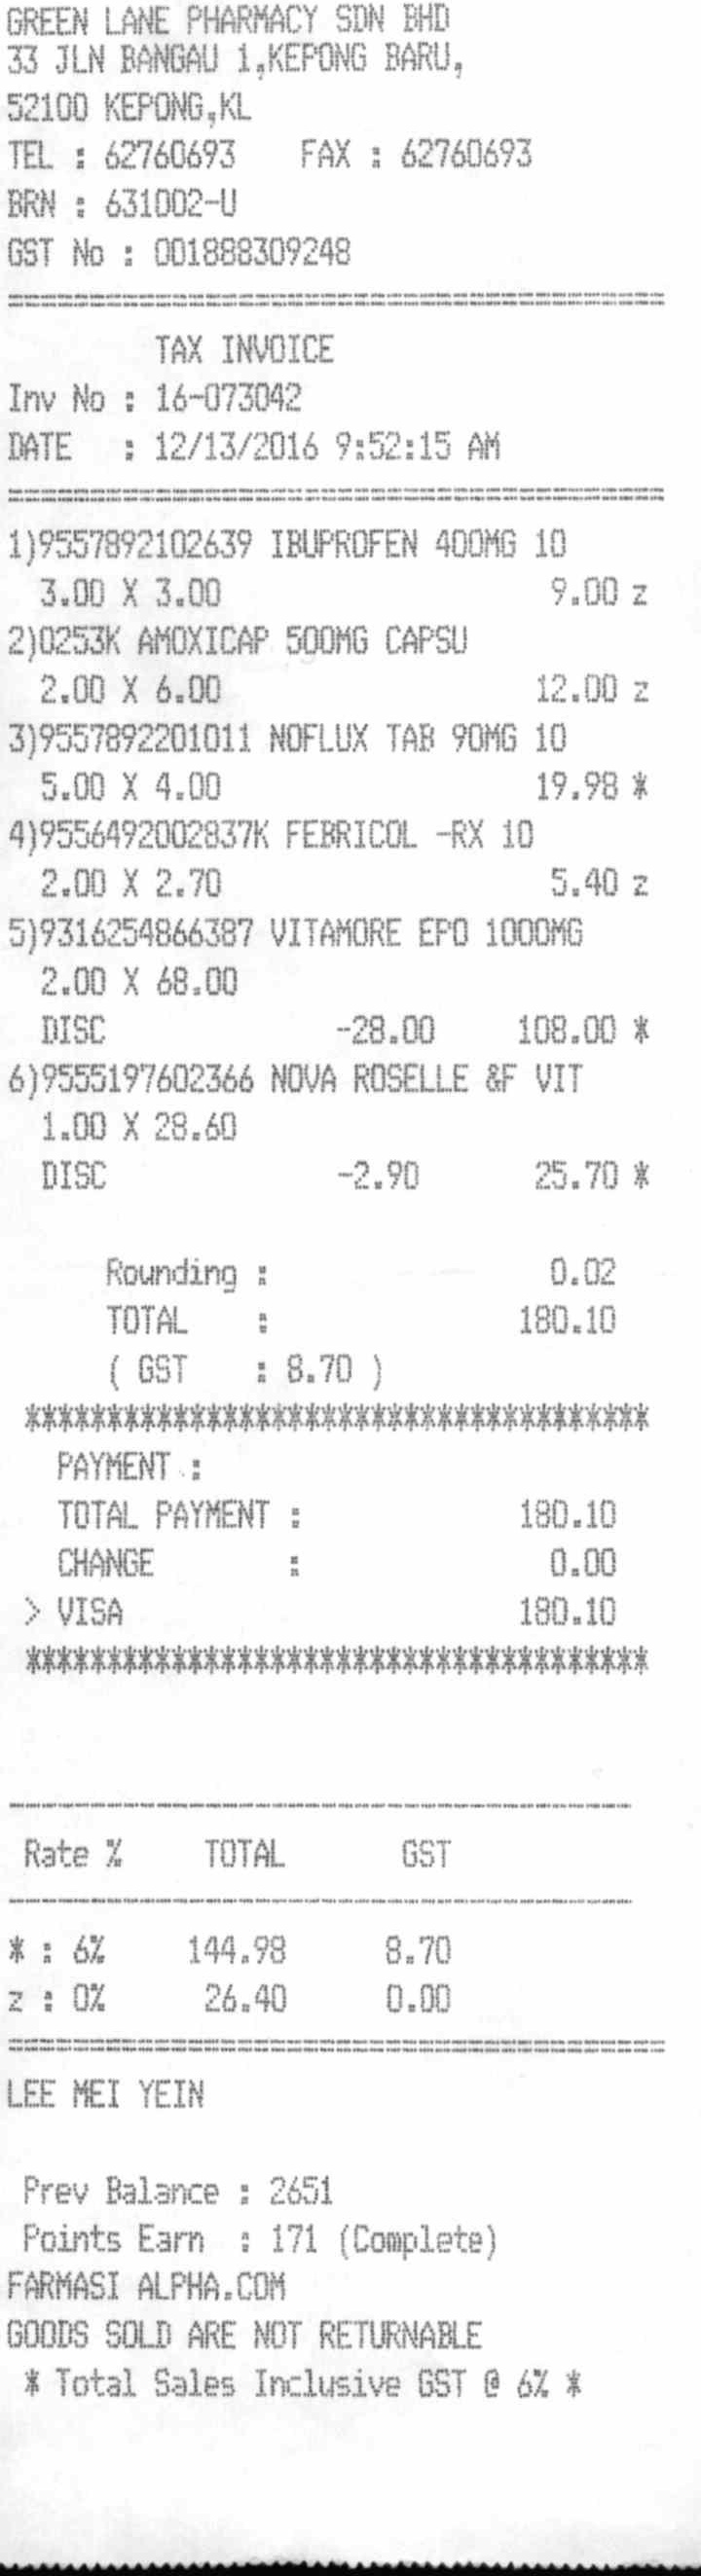 GREEN LANE PHARMACY SDN BHD
33 JLN BANGAU 1,KEPONG BARU,
52100 KEPONG,KL
TEL : 62760693 FAX : 62760693
BRN : 631002-U
GST No : 001888309248
TAX INVOICE
Inv No : 16-073042
DATE : 12/13/2016 9:52:15 AM
1)9557892102639 IBUPROFEN 400MG 10
3.00 X 3.00 9.00 z
2)0253K AMOXICAP 500MG CAPSU
2.00 X 6.00 12.00 z
3)9557892201011 NOFLUX TAB 90MG 10
5.00 X 4.00 19.98 *
4)9556492002837K FEBRICOL -RX 10
2.00 X 2.70 5.40 z
5)9316254866387 VITAMORE EPO 1000MG
2.00 X 68.00
DISC -28.00 108.00 *
6)9555197602366 NOVA ROSELLE &F VIT
1.00 X 28.60
DISC -2.90 25.70 *
Rounding : 0.02
TOTAL : 180.10
( GST : 8.70 )
**************************************
PAYMENT :
TOTAL PAYMENT : 180.10
CHANGE : 0.00
> VISA 180.10
**************************************
Rate % TOTAL GST
* : 6% 144.98 8.70
z : 0% 26.40 0.00
LEE MEI YEIN
Prev Balance : 2651
Points Earn : 171 (Complete)
FARMASI ALPHA.COM
GOODS SOLD ARE NOT RETURNABLE
* Total Sales Inclusive GST @ 6% *